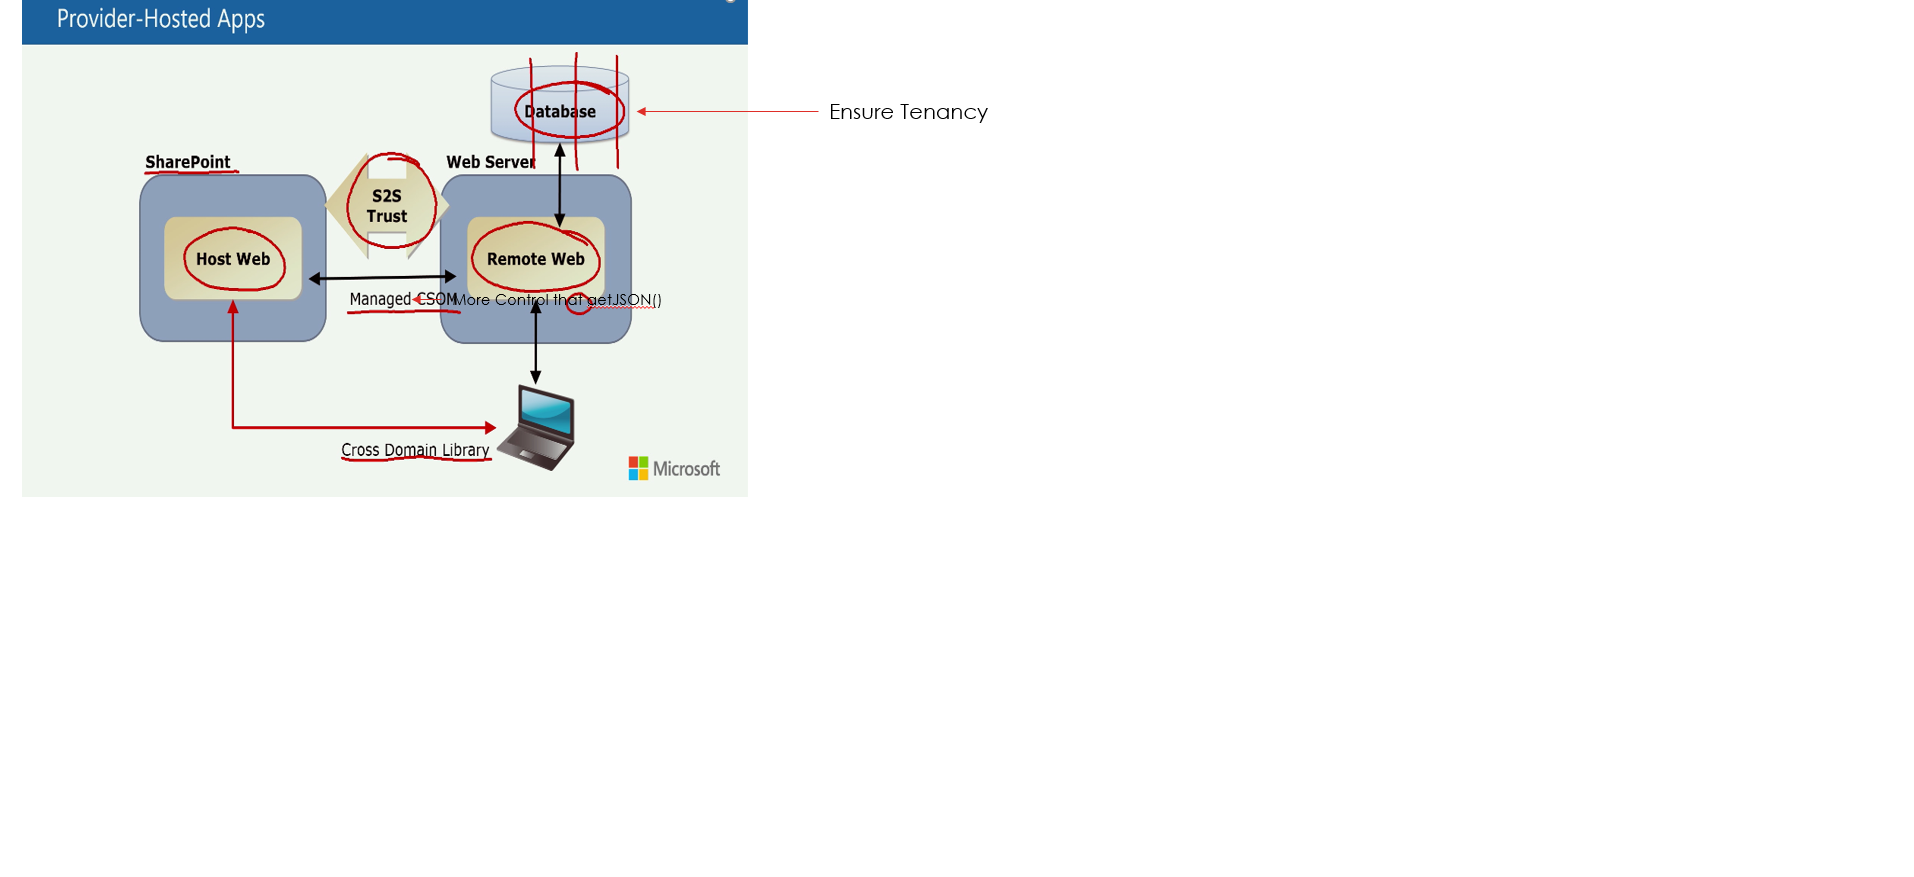 Provider-Hosted Apps
Database
Ensure Tenancy
SharePoint
Web Server
S2S
Trust
Host Web
Remote Web
Managed CSOM
More Control that getJSON()
Cross Domain Library
Microsoft